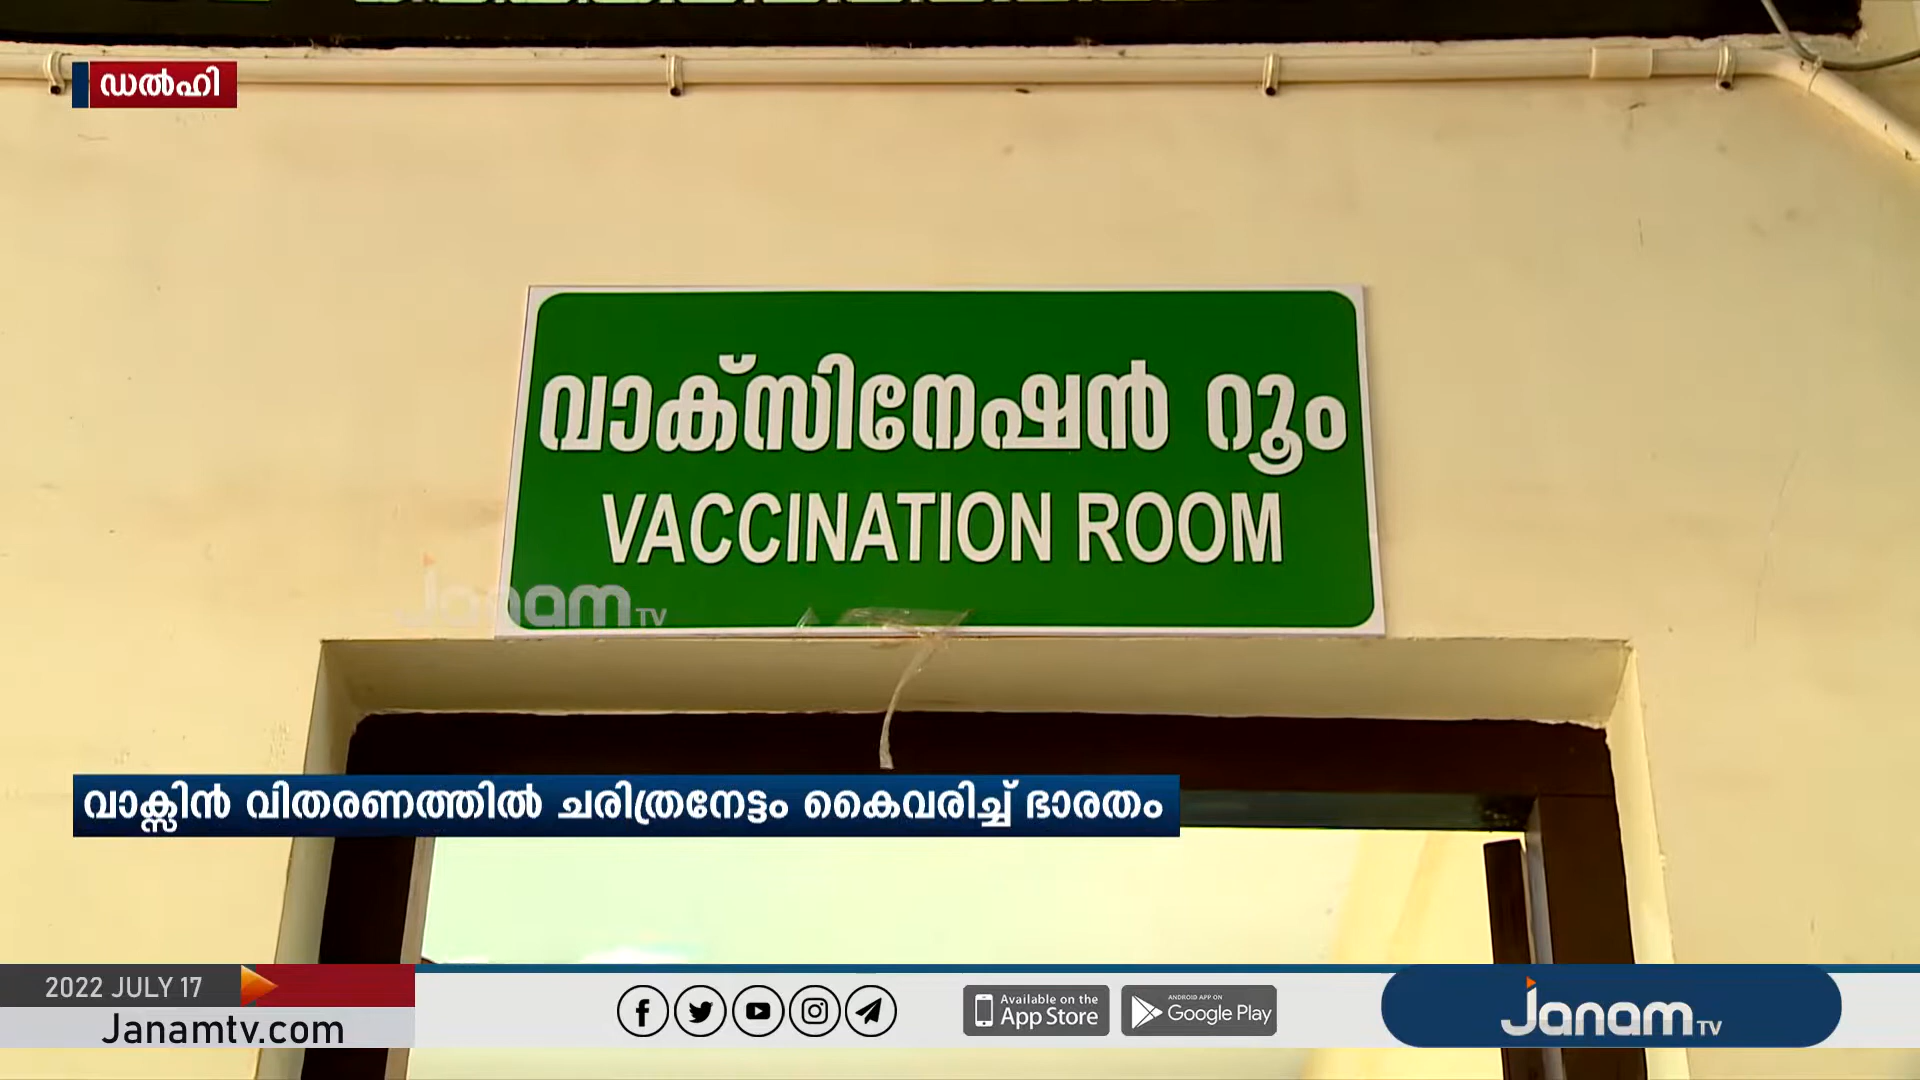 ഡൽഹി
വാക്സിനേഷൻ റൂം
VACCINATION ROOM
Janam TV
വാക്സിൻ വിതരണത്തിൽ ചരിത്രനേട്ടം കൈവരിച്ച് ഭാരതം
2022 JULY 17
Janamtv.com
Available on the
App Store
ANDROID APP ON
Google Play
Janam TV